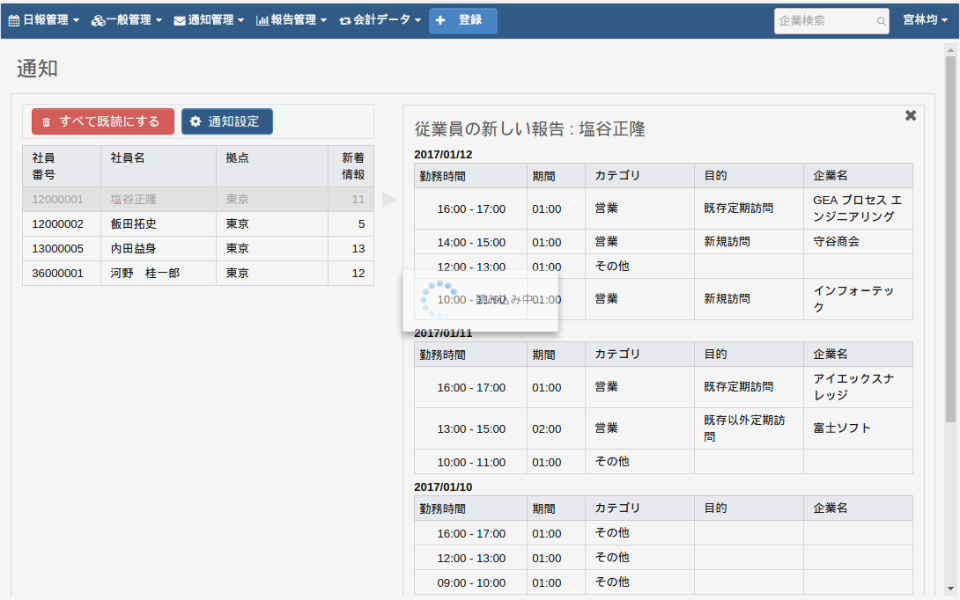 日報管理 一般管理 通知管理 報告管理 会計データ 登録 企業検索 宮林均
通知
すべて既読にする 通知設定
社員番号 社員名 拠点 新着情報
12000001 塩谷正隆 東京 11
12000002 飯田拓史 東京 5
13000005 内田益身 東京 13
36000001 河野 桂一郎 東京 12
従業員の新しい報告 : 塩谷正隆
2017/01/12
勤務時間 期間 カテゴリ 目的 企業名
16:00 - 17:00 01:00 営業 既存定期訪問 GEA プロセス エンジニアリング
14:00 - 15:00 01:00 営業 新規訪問 守谷商会
12:00 - 13:00 01:00 その他
10:00 - 01:00 営業 新規訪問 インフォーテック
読み込み中
2017/01/11
勤務時間 期間 カテゴリ 目的 企業名
16:00 - 17:00 01:00 営業 既存定期訪問 アイエックスナレッジ
13:00 - 15:00 02:00 営業 既存以外定期訪問 富士ソフト
10:00 - 11:00 01:00 その他
2017/01/10
勤務時間 期間 カテゴリ 目的 企業名
16:00 - 17:00 01:00 その他
12:00 - 13:00 01:00 その他
09:00 - 10:00 01:00 その他